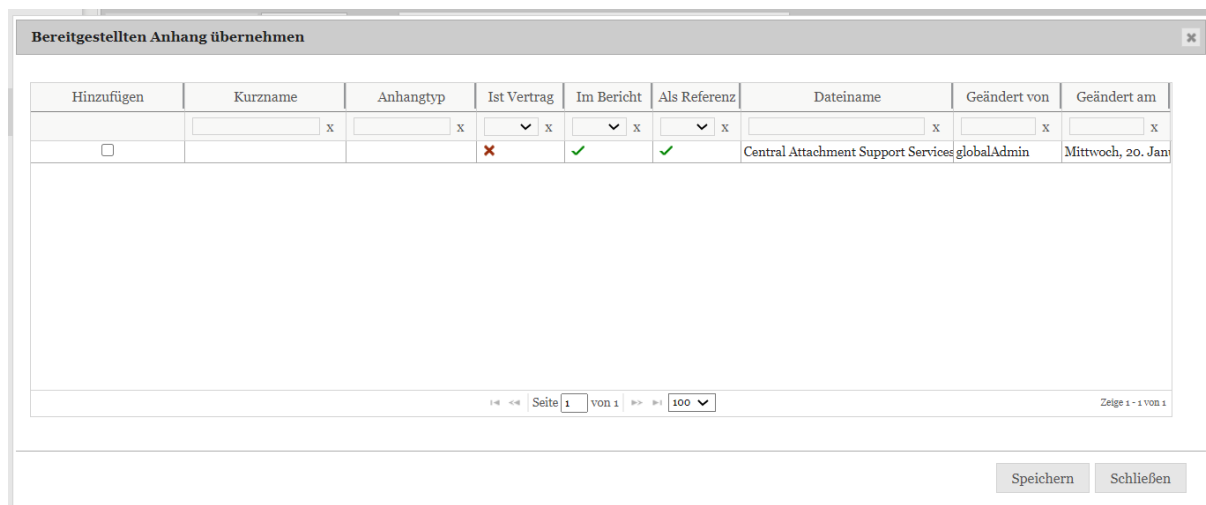 Bereitgestellten Anhang übernehmen
Hinzufügen Kurzname Anhangtyp Ist Vertrag Im Bericht Als Referenz Dateiname Geändert von Geändert am
x x x x x x x x
Central Attachment Support Services globalAdmin Mittwoch, 20. Jan
Seite 1 von 1 100 Zeige 1 - 1 von 1
Speichern Schließen